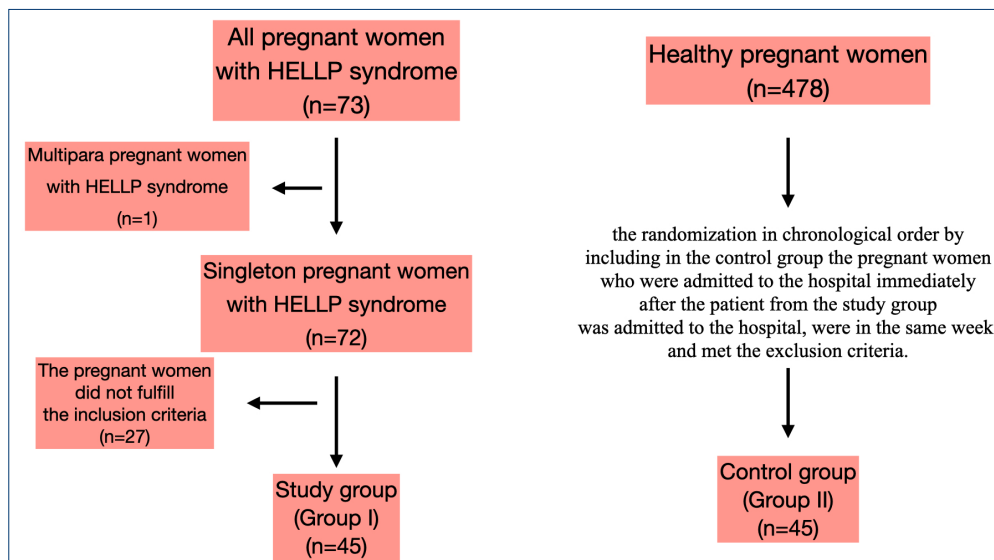 All pregnant women
with HELLP syndrome
(n=73)
Multipara pregnant women
with HELLP syndrome
(n=1)
Singleton pregnant women
with HELLP syndrome
(n=72)
The pregnant women
did not fulfill
the inclusion criteria
(n=27)
Study group
(Group I)
(n=45)
Healthy pregnant women
(n=478)
the randomization in chronological order by
including in the control group the pregnant women
who were admitted to the hospital immediately
after the patient from the study group
was admitted to the hospital, were in the same week
and met the exclusion criteria.
Control group
(Group II)
(n=45)